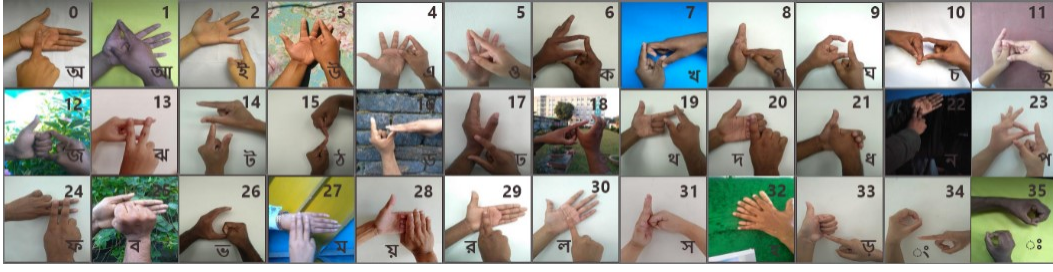 0 1 2 3 4 5 6 7 8 9 10 11
অ আ ই উ এ ও ক খ গ ঘ চ ছ
12 13 14 15 16 17 18 19 20 21 22 23
জ ঝ ট ঠ ড ঢ থ দ ধ ন প
24 25 26 27 28 29 30 31 32 33 34 35
ফ ব ভ ম য় র ল স ড় ং ঃ